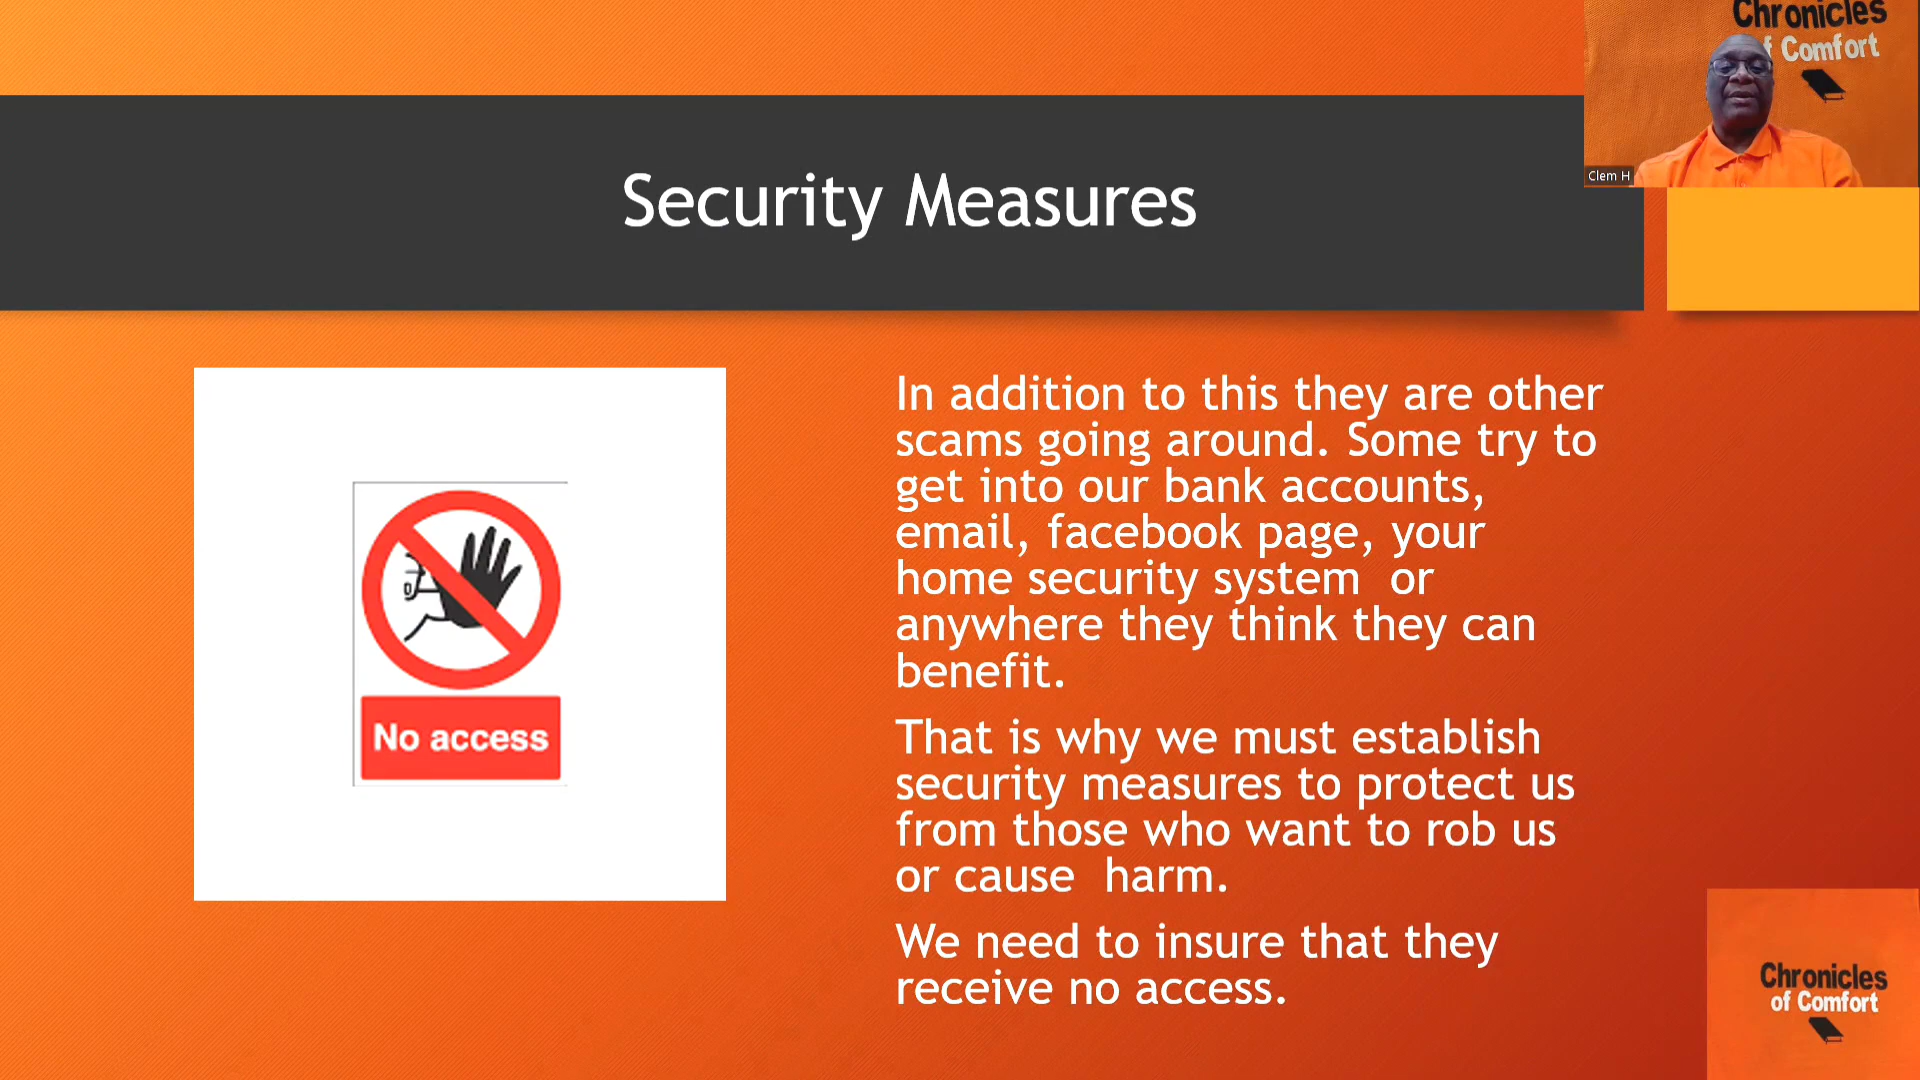 Chronicles
of Comfort
Clem H
Security Measures
No access
In addition to this they are other
scams going around. Some try to
get into our bank accounts,
email, facebook page, your
home security system  or
anywhere they think they can
benefit.
That is why we must establish
security measures to protect us
from those who want to rob us
or cause  harm.
We need to insure that they
receive no access.
Chronicles
of Comfort